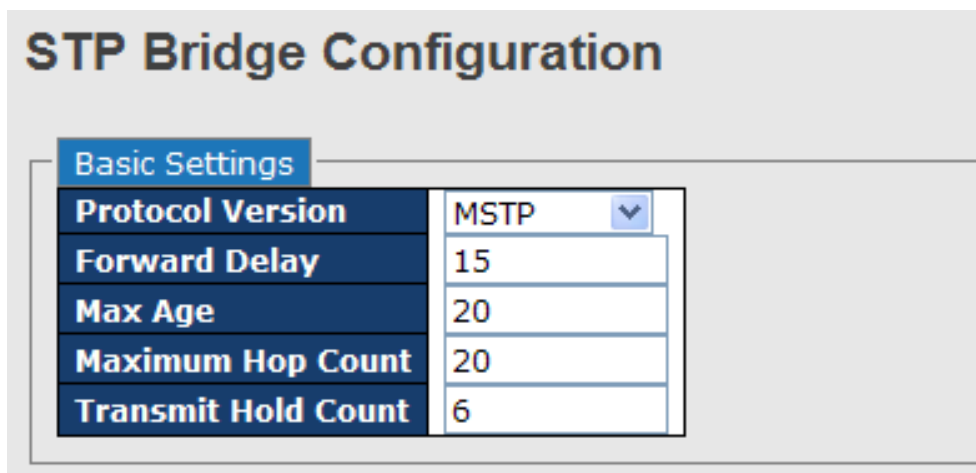 STP Bridge Configuration
Basic Settings
Protocol Version MSTP
Forward Delay 15
Max Age 20
Maximum Hop Count 20
Transmit Hold Count 6